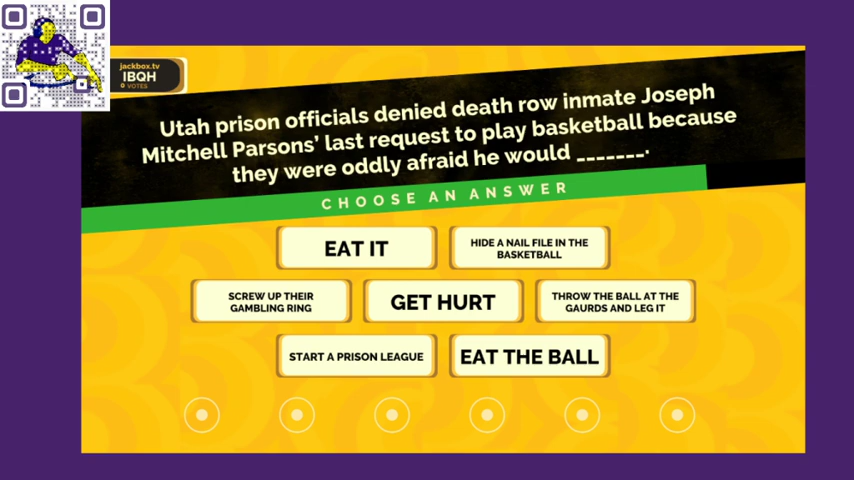 jackbox.tv
IBQH
0 VOTES
Utah prison officials denied death row inmate Joseph
Mitchell Parsons' last request to play basketball because
they were oddly afraid he would _______.
CHOOSE AN ANSWER
EAT IT
HIDE A NAIL FILE IN THE
BASKETBALL
SCREW UP THEIR
GAMBLING RING
GET HURT
THROW THE BALL AT THE
GAURDS AND LEG IT
START A PRISON LEAGUE
EAT THE BALL